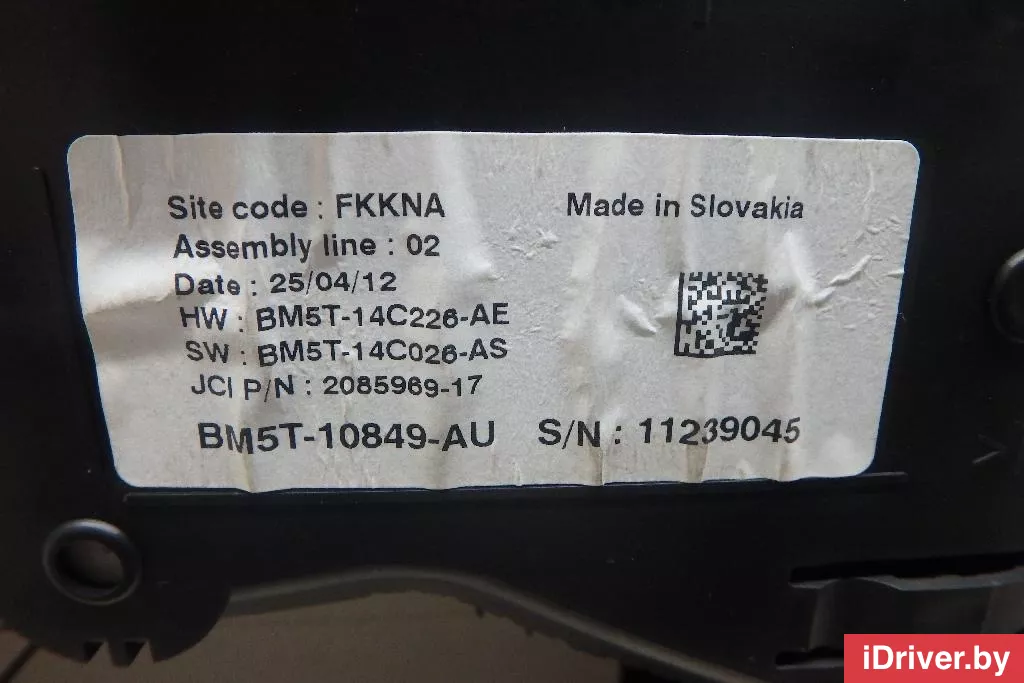 Site code : FKKNA
Made in Slovakia
Assembly line : 02
Date : 25/04/12
HW : BM5T-14C226-AE
SW : BM5T-14C026-AS
JCI P/N : 2085969-17
BM5T-10849-AU S/N : 11239045
iDriver.by